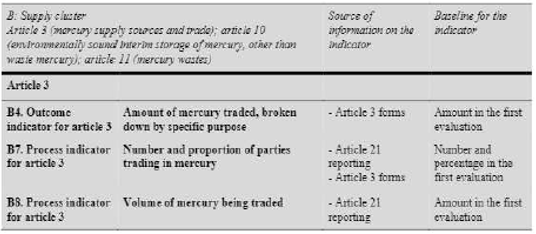 B: Supply cluster
Article 3 (mercury supply sources and trade); article 10
(environmentally sound interim storage of mercury, other than
waste mercury); article 11 (mercury wastes)
Source of
information on the
indicator
Baseline for the
indicator
Article 3
B4. Outcome
indicator for article 3
Amount of mercury traded, broken
down by specific purpose
- Article 3 forms
Amount in the first
evaluation
B7. Process indicator
for article 3
Number and proportion of parties
trading in mercury
- Article 21
reporting
- Article 3 forms
Number and
percentage in the
first evaluation
B8. Process indicator
for article 3
Volume of mercury being traded
- Article 21
reporting
Amount in the first
evaluation